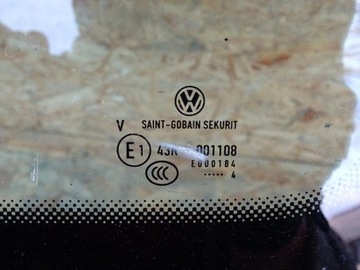 VW
V SAINT-GOBAIN SEKURIT
E1 43R - 001108
E000184
CCC ····· 4